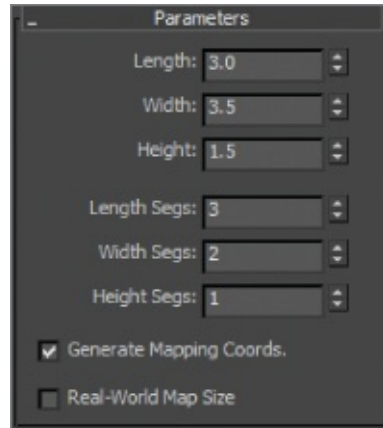 Parameters
Length: 3.0
Width: 3.5
Height: 1.5
Length Segs: 3
Width Segs: 2
Height Segs: 1
Generate Mapping Coords.
Real-World Map Size